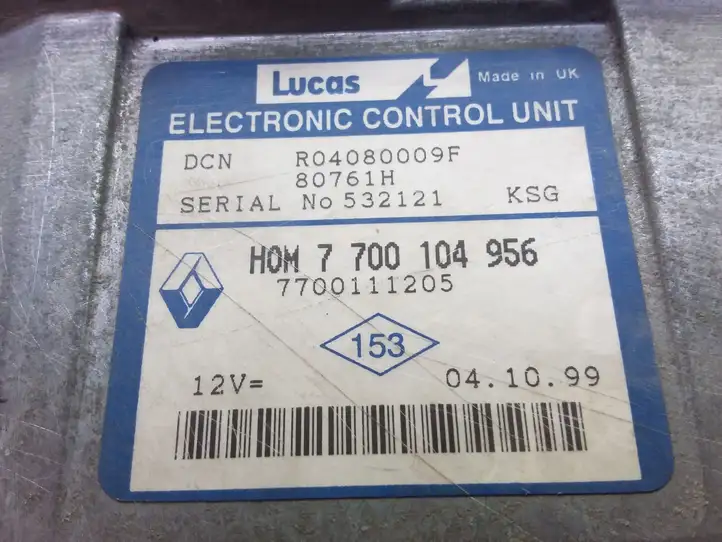 Lucas Made in UK
ELECTRONIC CONTROL UNIT
DCN R04080009F
80761H
SERIAL No 532121 KSG
HOM 7 700 104 956
7700111205
153
12V= 04.10.99